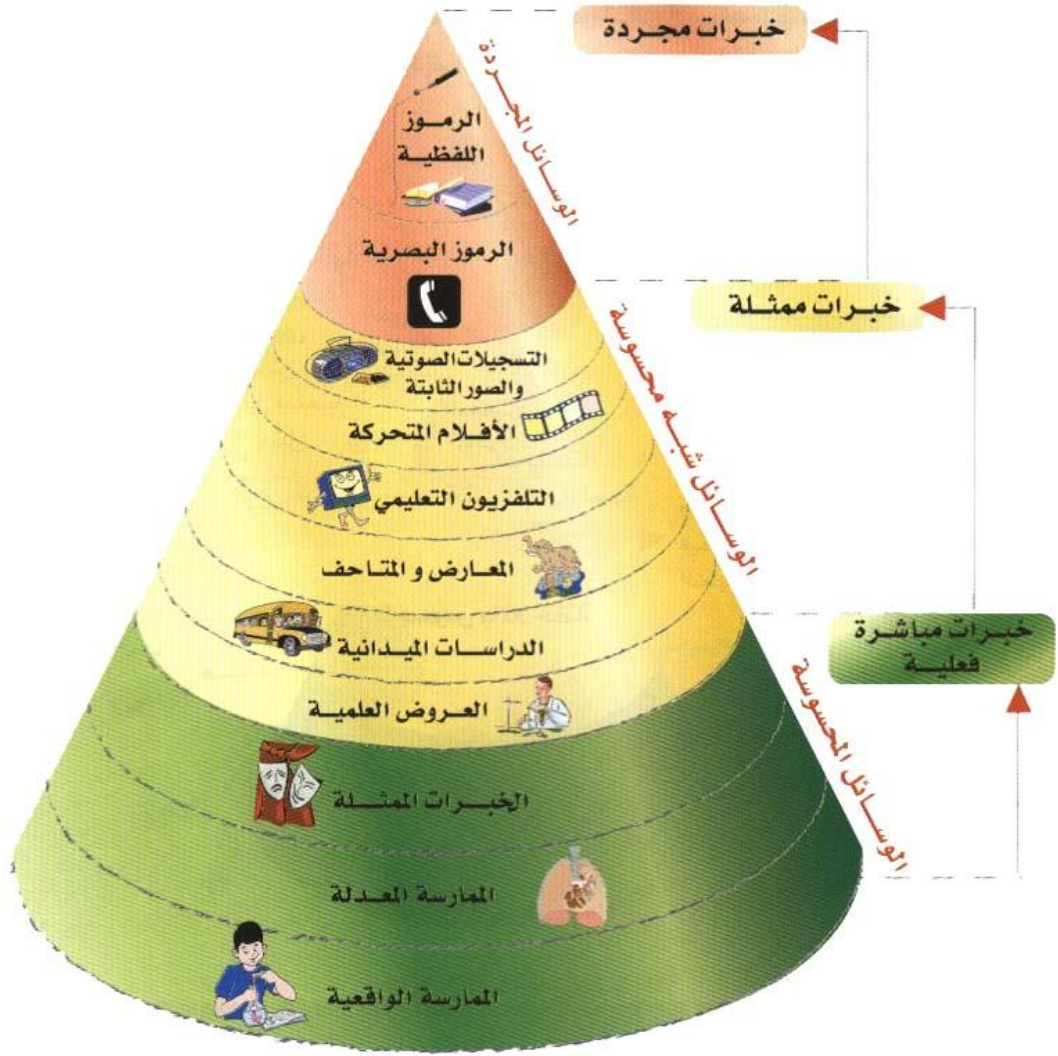 خبرات مجردة
الوسائل المجردة
الرموز
اللفظية
الرموز البصرية
خبرات ممثلة
الوسائل شبه محسوسة
التسجيلات الصوتية
والصور الثابتة
الأفلام المتحركة
التلفزيون التعليمي
المعارض و المتاحف
الدراسات الميدانية
العروض العلمية
خبرات مباشرة
فعلية
الوسائل المحسوسة
الخبرات الممثلة
الممارسة المعدلة
الممارسة الواقعية